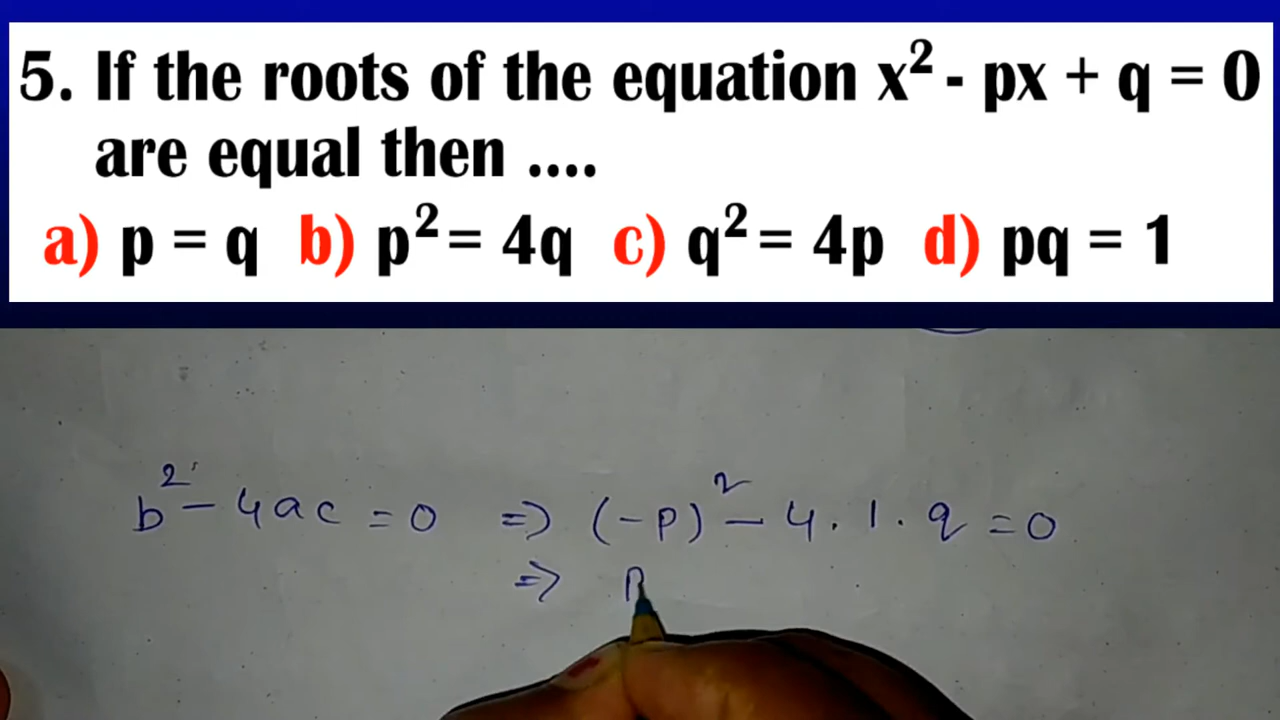 5. If the roots of the equation x² - px + q = 0
are equal then ....
a) p = q b) p² = 4q c) q² = 4p d) pq = 1
b² - 4ac = 0 => (-p)² - 4 . 1 . q = 0
=> p